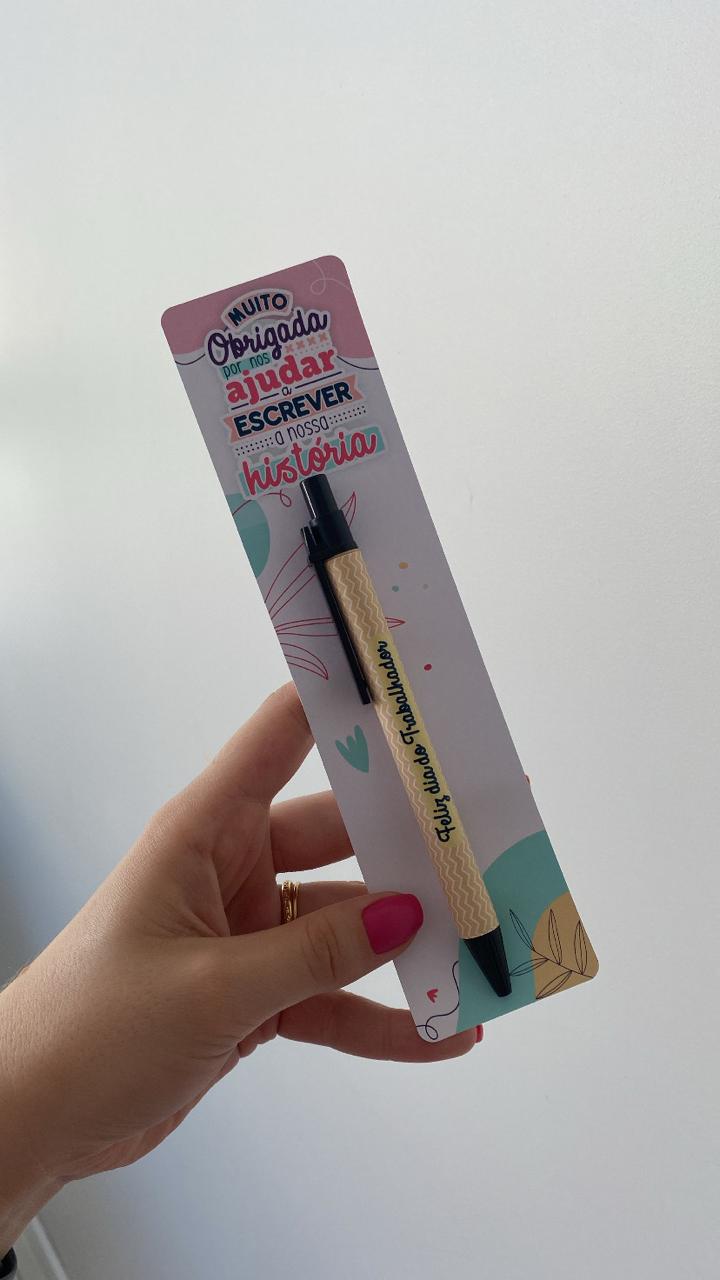 MUITO
Obrigada
por nos
ajudar
a
ESCREVER
a nossa
história
Feliz dia do Trabalhador